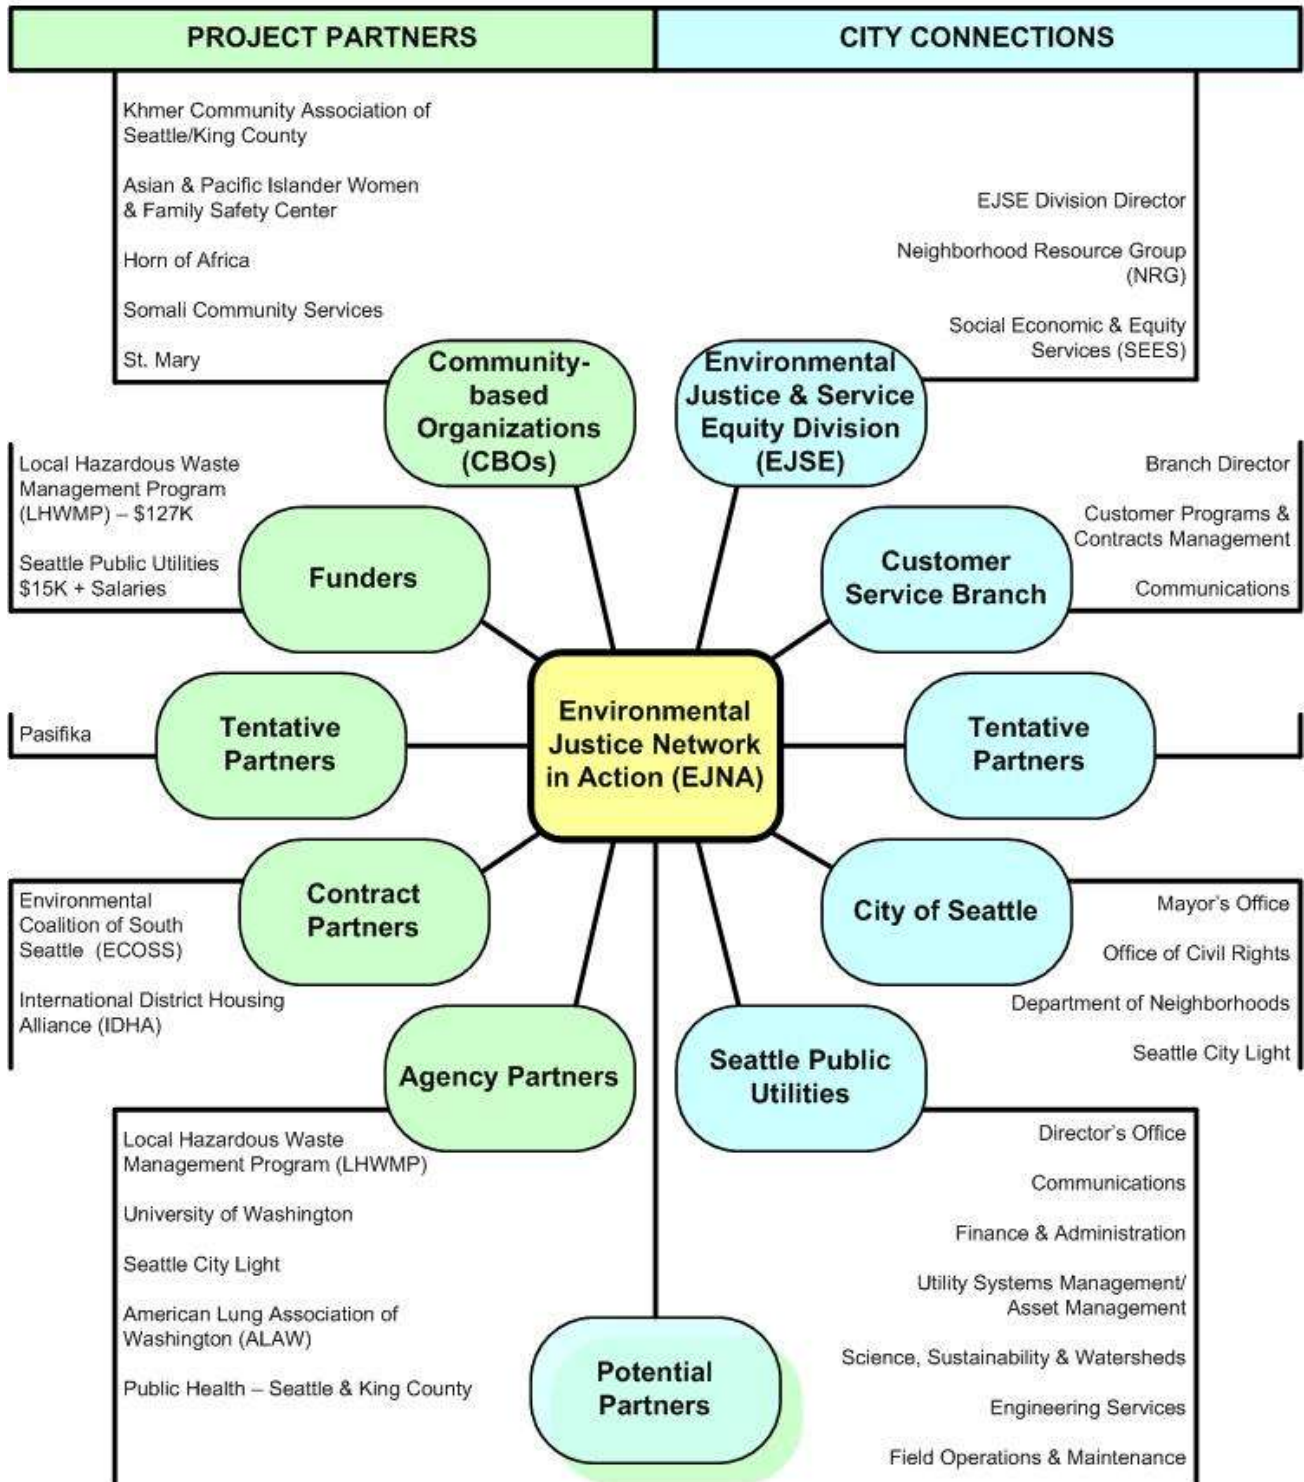 PROJECT PARTNERS
CITY CONNECTIONS
Khmer Community Association of
Seattle/King County
Asian & Pacific Islander Women
& Family Safety Center
Horn of Africa
Somali Community Services
St. Mary
EJSE Division Director
Neighborhood Resource Group
(NRG)
Social Economic & Equity
Services (SEES)
Community-
based
Organizations
(CBOs)
Environmental
Justice & Service
Equity Division
(EJSE)
Local Hazardous Waste
Management Program
(LHWMP) – $127K
Seattle Public Utilities
$15K + Salaries
Funders
Customer
Service Branch
Branch Director
Customer Programs &
Contracts Management
Communications
Pasifika
Tentative
Partners
Environmental
Justice Network
in Action (EJNA)
Tentative
Partners
Environmental
Coalition of South
Seattle (ECOSS)
International District Housing
Alliance (IDHA)
Contract
Partners
City of Seattle
Mayor's Office
Office of Civil Rights
Department of Neighborhoods
Seattle City Light
Agency Partners
Seattle Public
Utilities
Local Hazardous Waste
Management Program (LHWMP)
University of Washington
Seattle City Light
American Lung Association of
Washington (ALAW)
Public Health – Seattle & King County
Potential
Partners
Director's Office
Communications
Finance & Administration
Utility Systems Management/
Asset Management
Science, Sustainability & Watersheds
Engineering Services
Field Operations & Maintenance